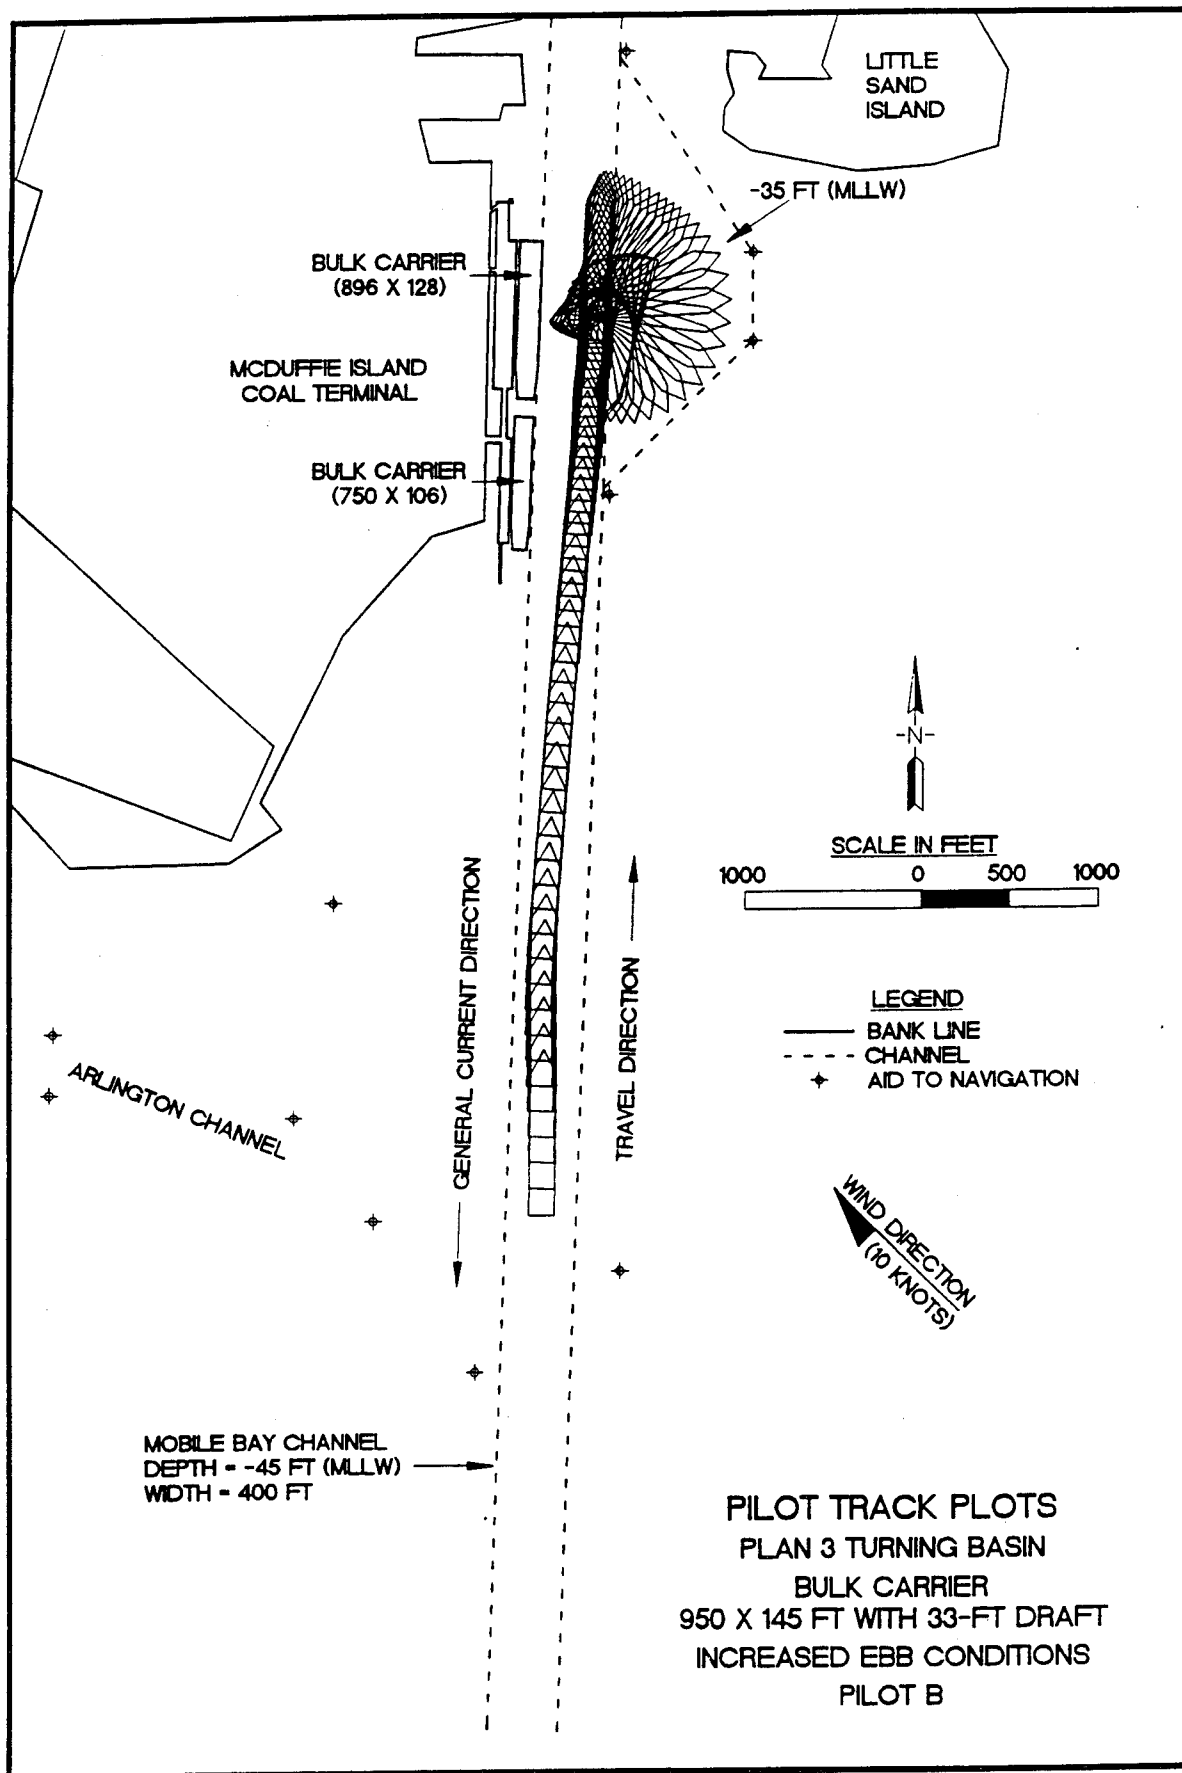 LITTLE
SAND
ISLAND
-35 FT (MLLW)
BULK CARRIER
(896 X 128)
MCDUFFIE ISLAND
COAL TERMINAL
BULK CARRIER
(750 X 106)
-N-
SCALE IN FEET
1000 0 500 1000
GENERAL CURRENT DIRECTION
TRAVEL DIRECTION
LEGEND
BANK LINE
CHANNEL
AID TO NAVIGATION
ARLINGTON CHANNEL
WIND DIRECTION
(10 KNOTS)
MOBILE BAY CHANNEL
DEPTH = -45 FT (MLLW)
WIDTH = 400 FT
PILOT TRACK PLOTS
PLAN 3 TURNING BASIN
BULK CARRIER
950 X 145 FT WITH 33-FT DRAFT
INCREASED EBB CONDITIONS
PILOT B